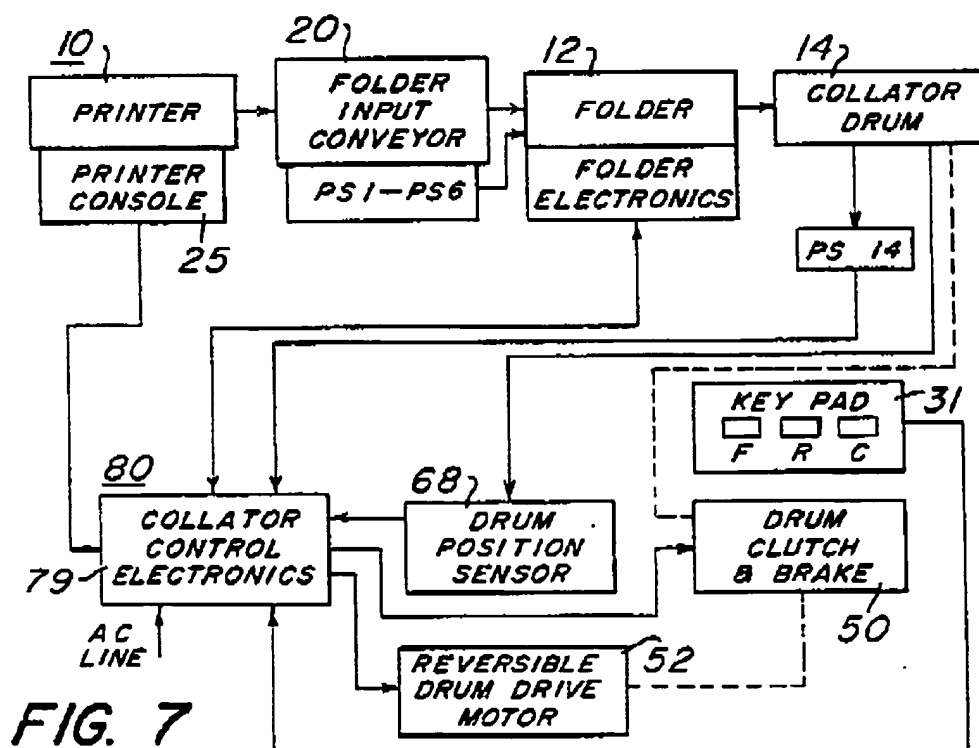 10
20
12
14
PRINTER
FOLDER
INPUT
CONVEYOR
FOLDER
COLLATOR
DRUM
PRINTER
CONSOLE
PS1-PS6
FOLDER
ELECTRONICS
25
PS 14
KEY PAD
31
F R C
80
68
COLLATOR
CONTROL
ELECTRONICS
79
DRUM
POSITION
SENSOR
DRUM
CLUTCH
& BRAKE
50
AC
LINE
52
REVERSIBLE
DRUM DRIVE
MOTOR
FIG. 7